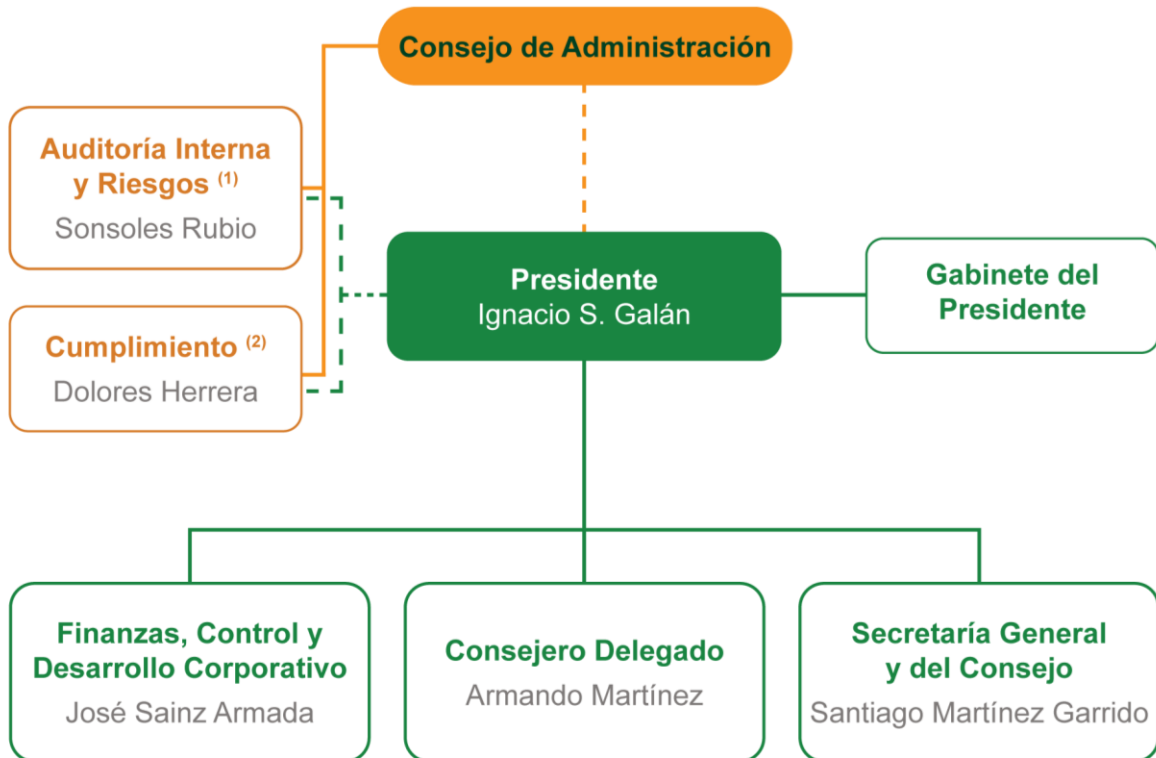 Consejo de Administración
Auditoría Interna
y Riesgos (1)
Sonsoles Rubio
Cumplimiento (2)
Dolores Herrera
Presidente
Ignacio S. Galán
Gabinete del
Presidente
Finanzas, Control y
Desarrollo Corporativo
José Sainz Armada
Consejero Delegado
Armando Martínez
Secretaría General
y del Consejo
Santiago Martínez Garrido